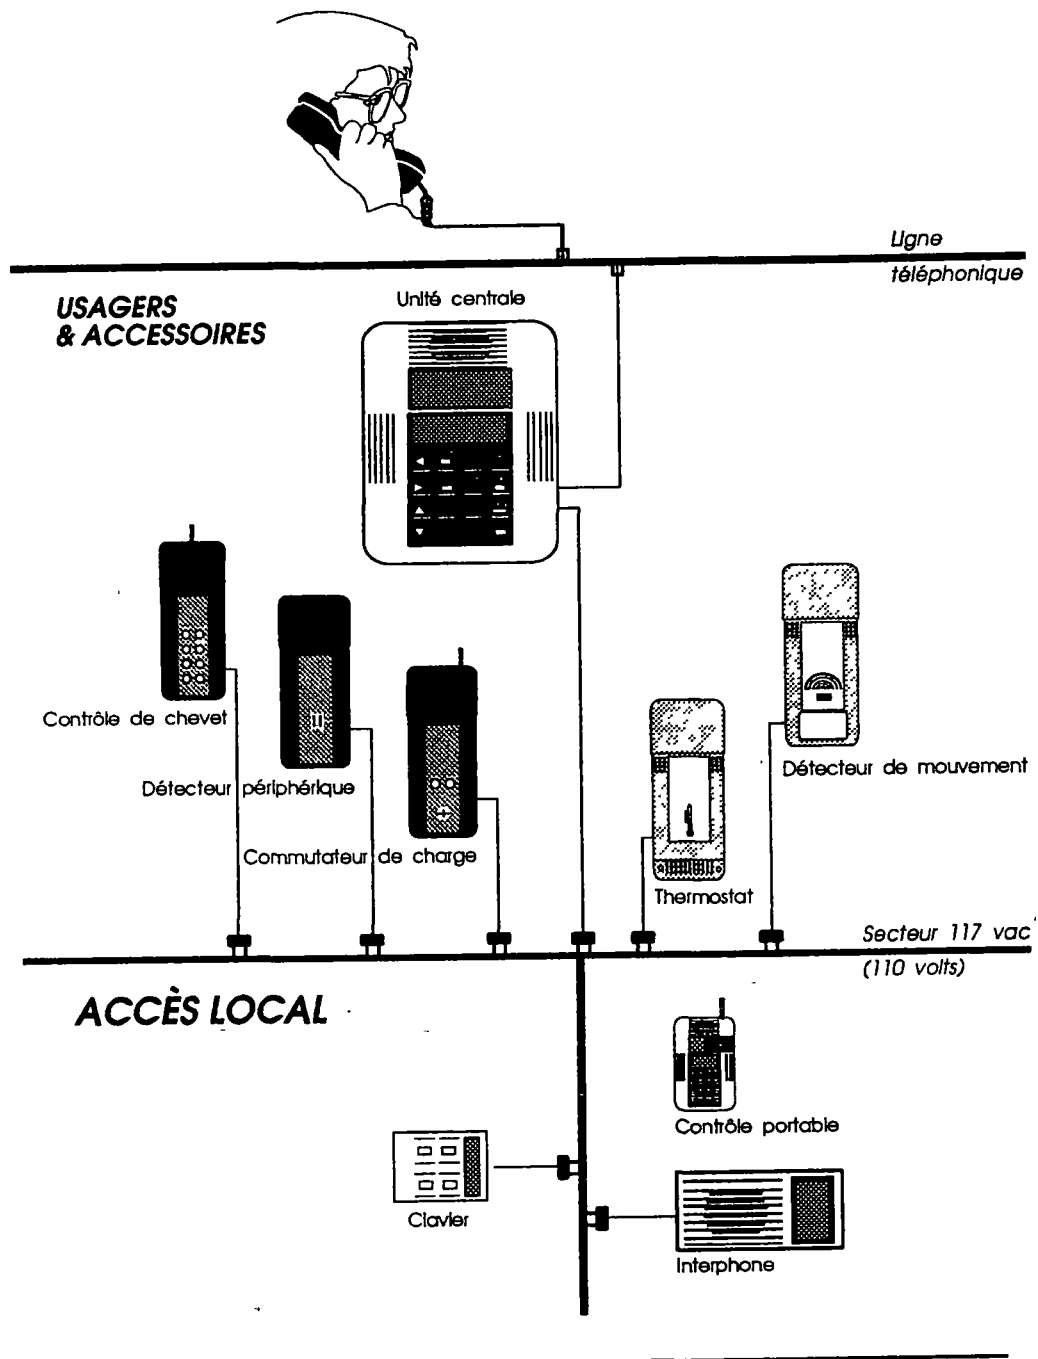 Ligne
téléphonique
USAGERS
& ACCESSOIRES
Unité centrale
Contrôle de chevet
Détecteur périphérique
Commutateur de charge
Thermostat
Détecteur de mouvement
Secteur 117 vac
(110 volts)
ACCÈS LOCAL
Contrôle portable
Clavier
Interphone